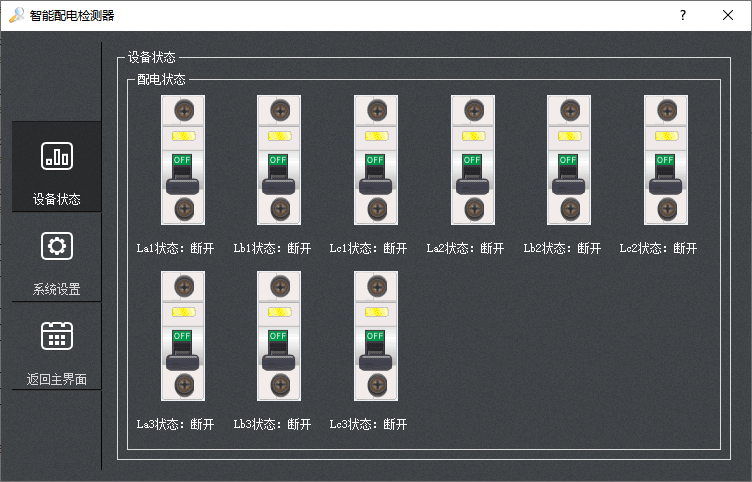 智能配电检测器
?
设备状态
配电状态
OFF OFF OFF OFF OFF OFF
La1状态：断开 Lb1状态：断开 Lc1状态：断开 La2状态：断开 Lb2状态：断开 Lc2状态：断开
OFF OFF OFF
La3状态：断开 Lb3状态：断开 Lc3状态：断开
设备状态
系统设置
返回主界面